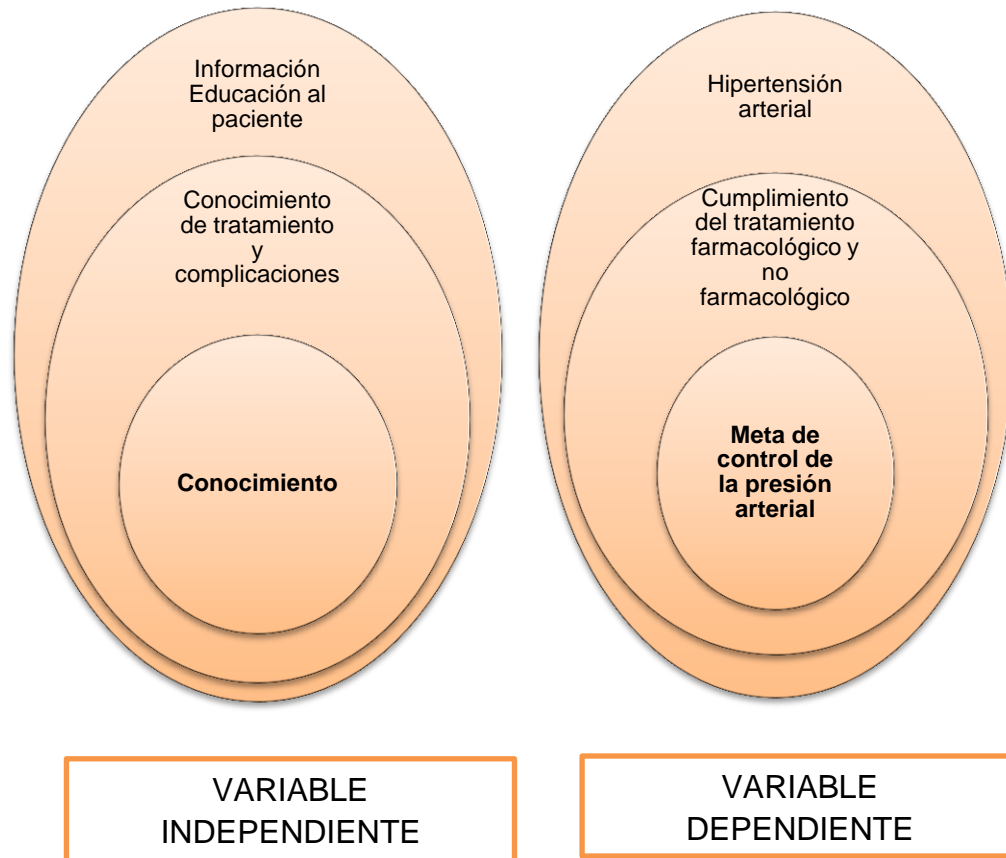 Información
Educación al
paciente
Conocimiento
de tratamiento
y
complicaciones
Conocimiento
Hipertensión
arterial
Cumplimiento
del tratamiento
farmacológico y
no
farmacológico
Meta de
control de
la presión
arterial
VARIABLE
INDEPENDIENTE
VARIABLE
DEPENDIENTE